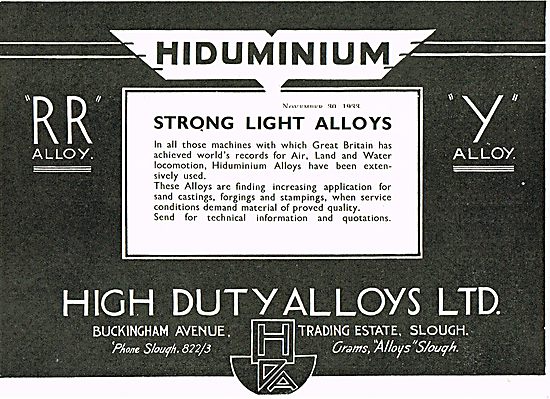 HIDUMINIUM
"RR"
ALLOY.
"Y"
ALLOY.
NOVEMBER 30, 1933
STRONG LIGHT ALLOYS
In all those machines with which Great Britain has
achieved world's records for Air, Land and Water
locomotion, Hiduminium Alloys have been exten-
sively used.
These Alloys are finding increasing application for
sand castings, forgings and stampings, when service
conditions demand material of proved quality.
Send for technical information and quotations.
HIGH DUTY ALLOYS LTD.
BUCKINGHAM AVENUE, TRADING ESTATE, SLOUGH.
'Phone Slough. 822/3 Grams, "Alloys" Slough.
HDA